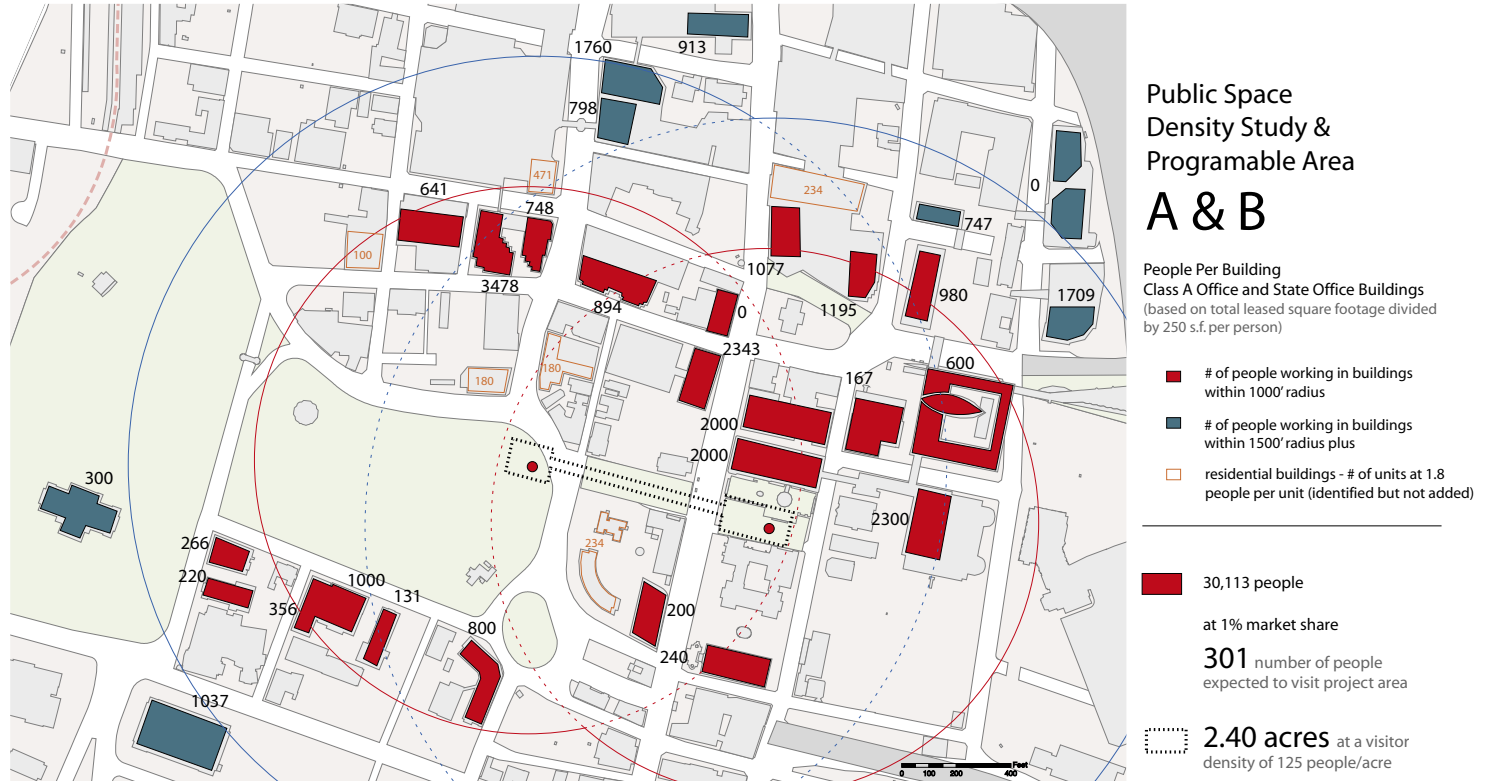 1760
913
798
471
641
748
234
0
747
100
3478
1077
894
0
1195
980
1709
2343
180
180
167
600
2000
2000
300
2300
266
234
220
1000
356
131
200
800
240
1037
Feet
0 100 200 400
Public Space
Density Study &
Programable Area
A & B
People Per Building
Class A Office and State Office Buildings
(based on total leased square footage divided
by 250 s.f. per person)
# of people working in buildings
within 1000' radius
# of people working in buildings
within 1500' radius plus
residential buildings - # of units at 1.8
people per unit (identified but not added)
30,113 people
at 1% market share
301 number of people
expected to visit project area
2.40 acres at a visitor
density of 125 people/acre